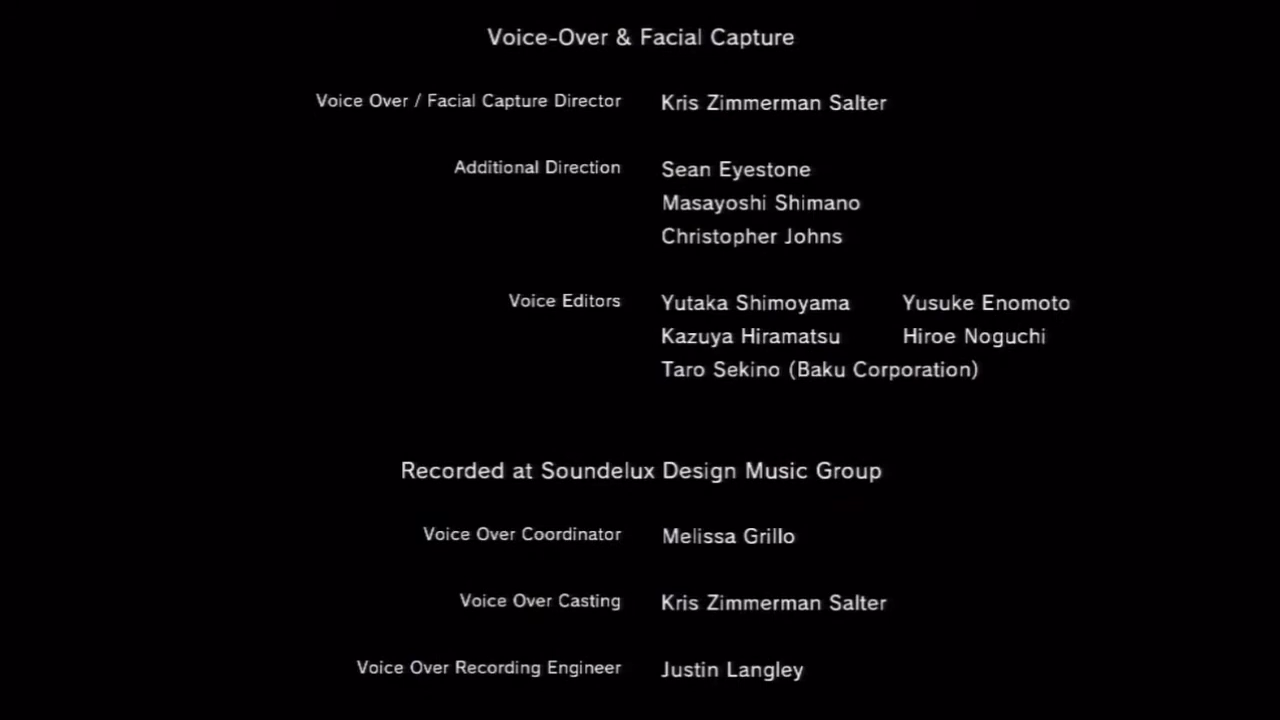 Voice-Over & Facial Capture
Voice Over / Facial Capture Director Kris Zimmerman Salter
Additional Direction Sean Eyestone
Masayoshi Shimano
Christopher Johns
Voice Editors Yutaka Shimoyama Yusuke Enomoto
Kazuya Hiramatsu Hiroe Noguchi
Taro Sekino (Baku Corporation)
Recorded at Soundelux Design Music Group
Voice Over Coordinator Melissa Grillo
Voice Over Casting Kris Zimmerman Salter
Voice Over Recording Engineer Justin Langley